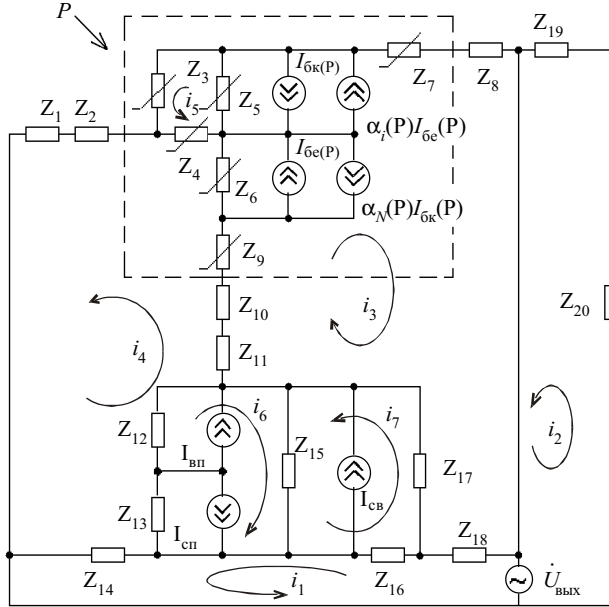 P
Z19
Z1
Z2
Z3
i5
Z4
Z5
Iбк(P)
Z7
Z8
αi(P)Iбе(P)
Iбе(P)
Z6
αN(P)Iбк(P)
Z9
Z10
i3
Z20
i4
Z11
Z12
i6
i7
i2
Iвп
Z15
Z17
Z13
Iсп
Iсв
Z18
Z14
i1
Z16
U̇вых